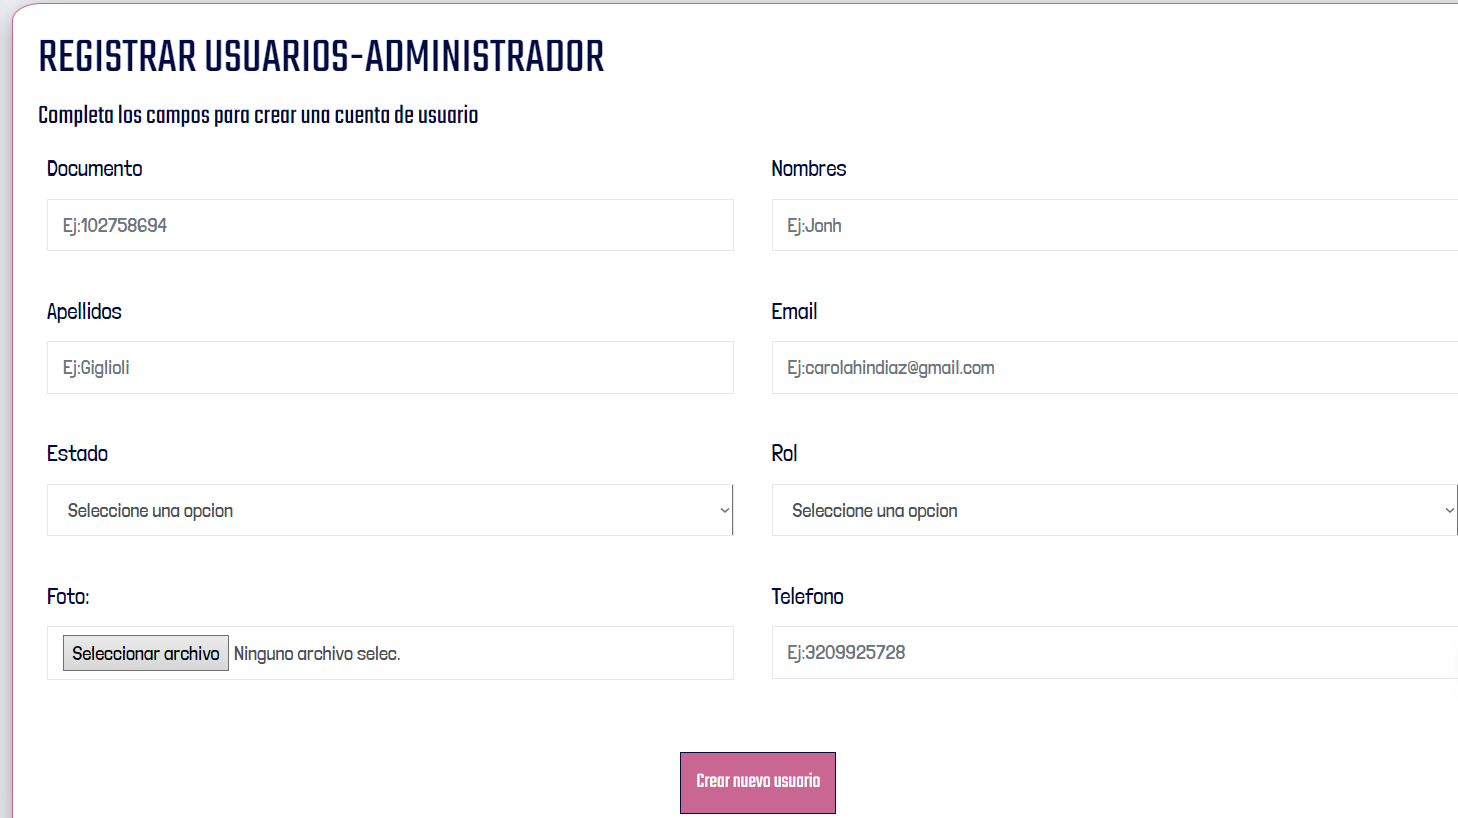 REGISTRAR USUARIOS-ADMINISTRADOR
Completa los campos para crear una cuenta de usuario
Documento
Nombres
Ej:102758694
Ej:Jonh
Apellidos
Email
Ej:Giglioli
Ej:carolahindiaz@gmail.com
Estado
Rol
Seleccione una opcion
Seleccione una opcion
Foto:
Telefono
Seleccionar archivo Ninguno archivo selec.
Ej:3209925728
Crear nuevo usuario